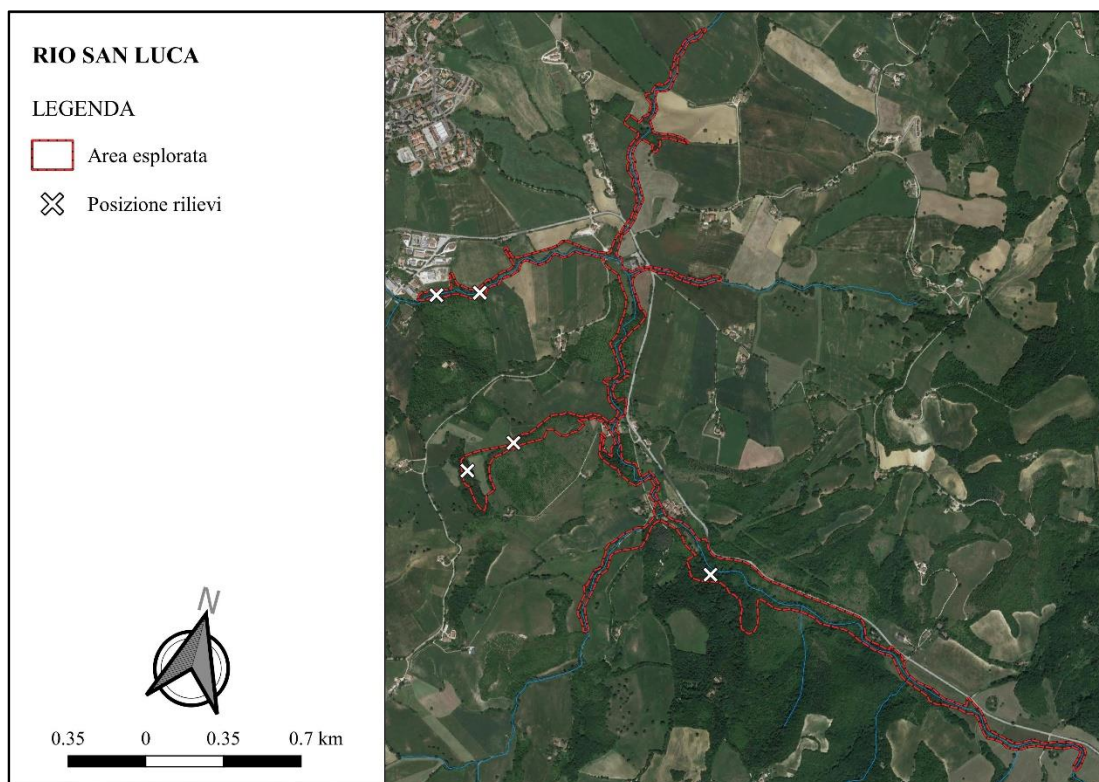 RIO SAN LUCA
LEGENDA
Area esplorata
Posizione rilievi
N
0.35 0 0.35 0.7 km